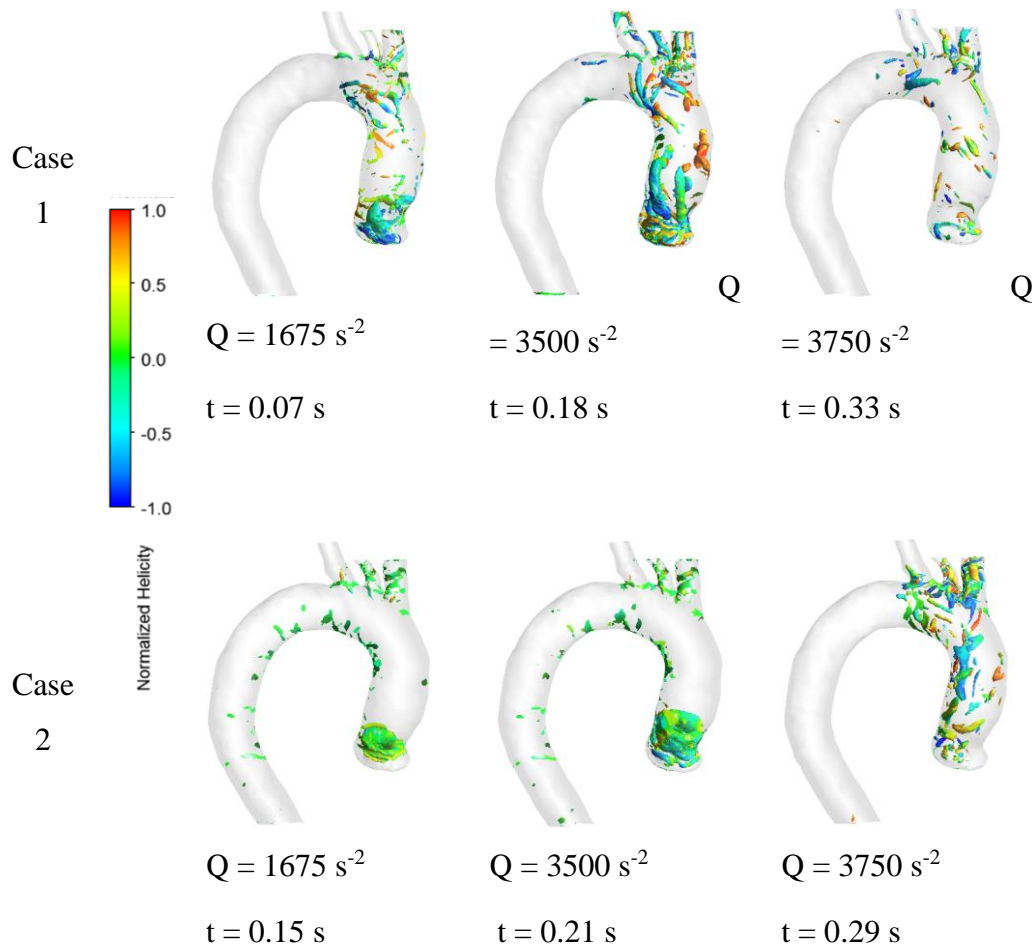 Case
1
1.0
0.5
0.0
-0.5
-1.0
Normalized Helicity
Q Q
Q = 1675 s-2 = 3500 s-2 = 3750 s-2
t = 0.07 s t = 0.18 s t = 0.33 s
Case
2
Q = 1675 s-2 Q = 3500 s-2 Q = 3750 s-2
t = 0.15 s t = 0.21 s t = 0.29 s